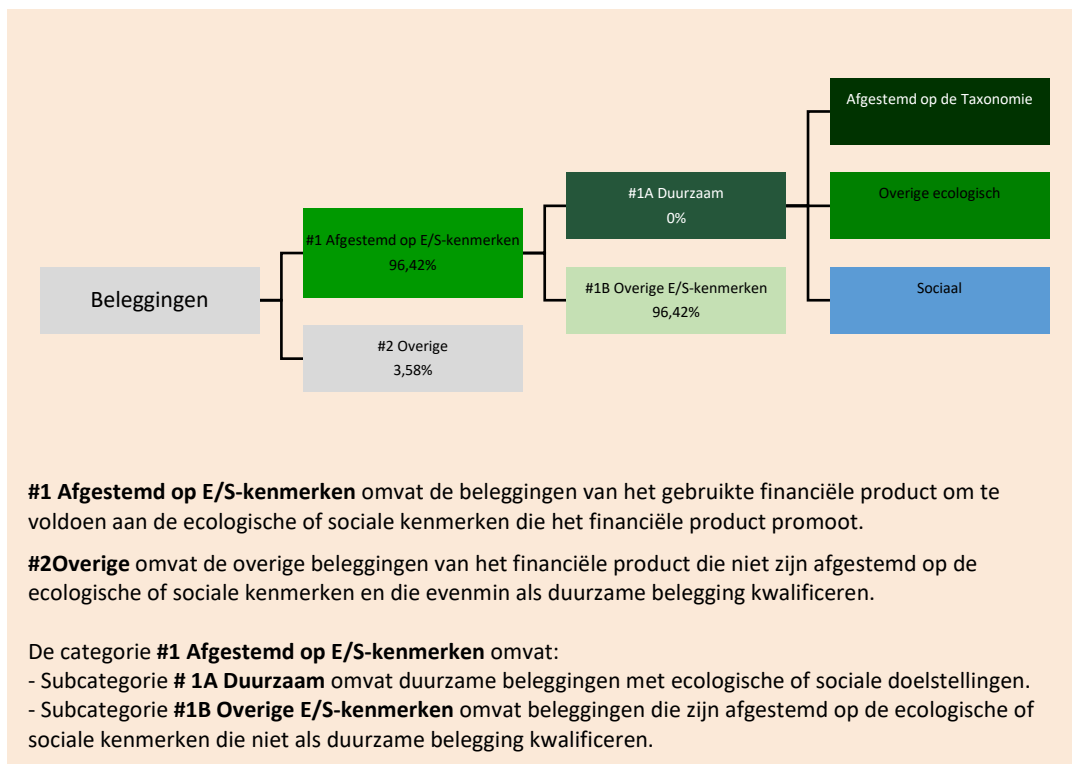 Beleggingen
#1 Afgestemd op E/S-kenmerken
96,42%
#2 Overige
3,58%
#1A Duurzaam
0%
#1B Overige E/S-kenmerken
96,42%
Afgestemd op de Taxonomie
Overige ecologisch
Sociaal
#1 Afgestemd op E/S-kenmerken omvat de beleggingen van het gebruikte financiële product om te
voldoen aan de ecologische of sociale kenmerken die het financiële product promoot.
#2Overige omvat de overige beleggingen van het financiële product die niet zijn afgestemd op de
ecologische of sociale kenmerken en die evenmin als duurzame belegging kwalificeren.
De categorie #1 Afgestemd op E/S-kenmerken omvat:
- Subcategorie # 1A Duurzaam omvat duurzame beleggingen met ecologische of sociale doelstellingen.
- Subcategorie #1B Overige E/S-kenmerken omvat beleggingen die zijn afgestemd op de ecologische of
sociale kenmerken die niet als duurzame belegging kwalificeren.